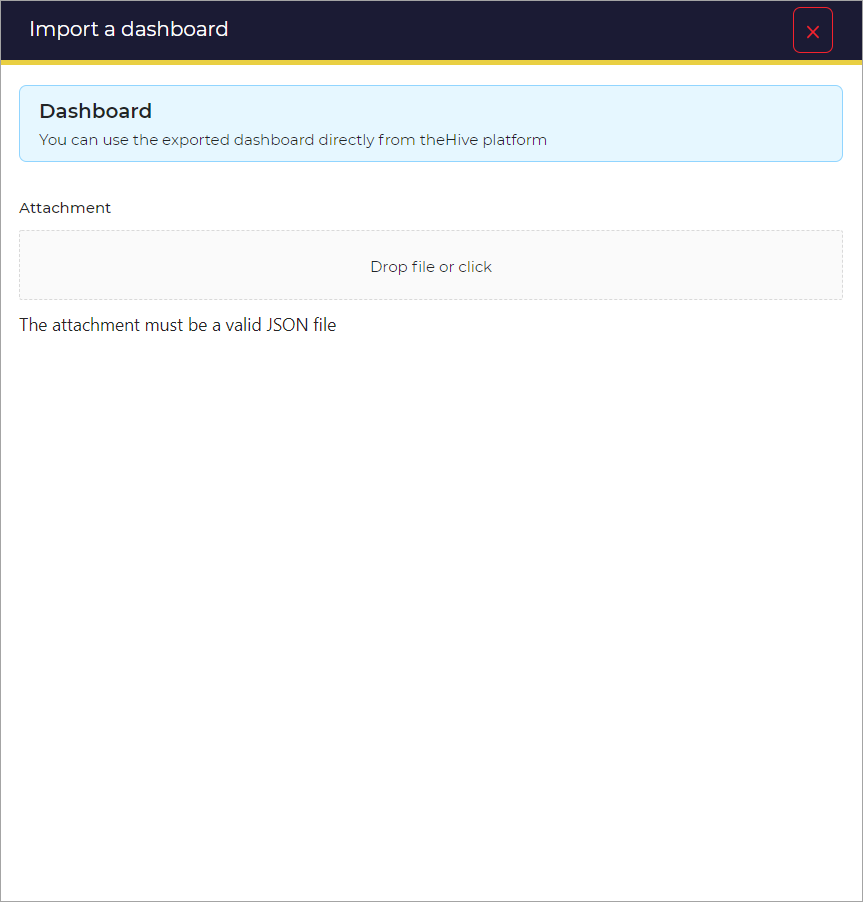 Import a dashboard
Dashboard
You can use the exported dashboard directly from theHive platform
Attachment
Drop file or click
The attachment must be a valid JSON file